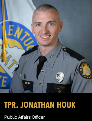 TPR. JONATHAN HOUK
Public Affairs Officer